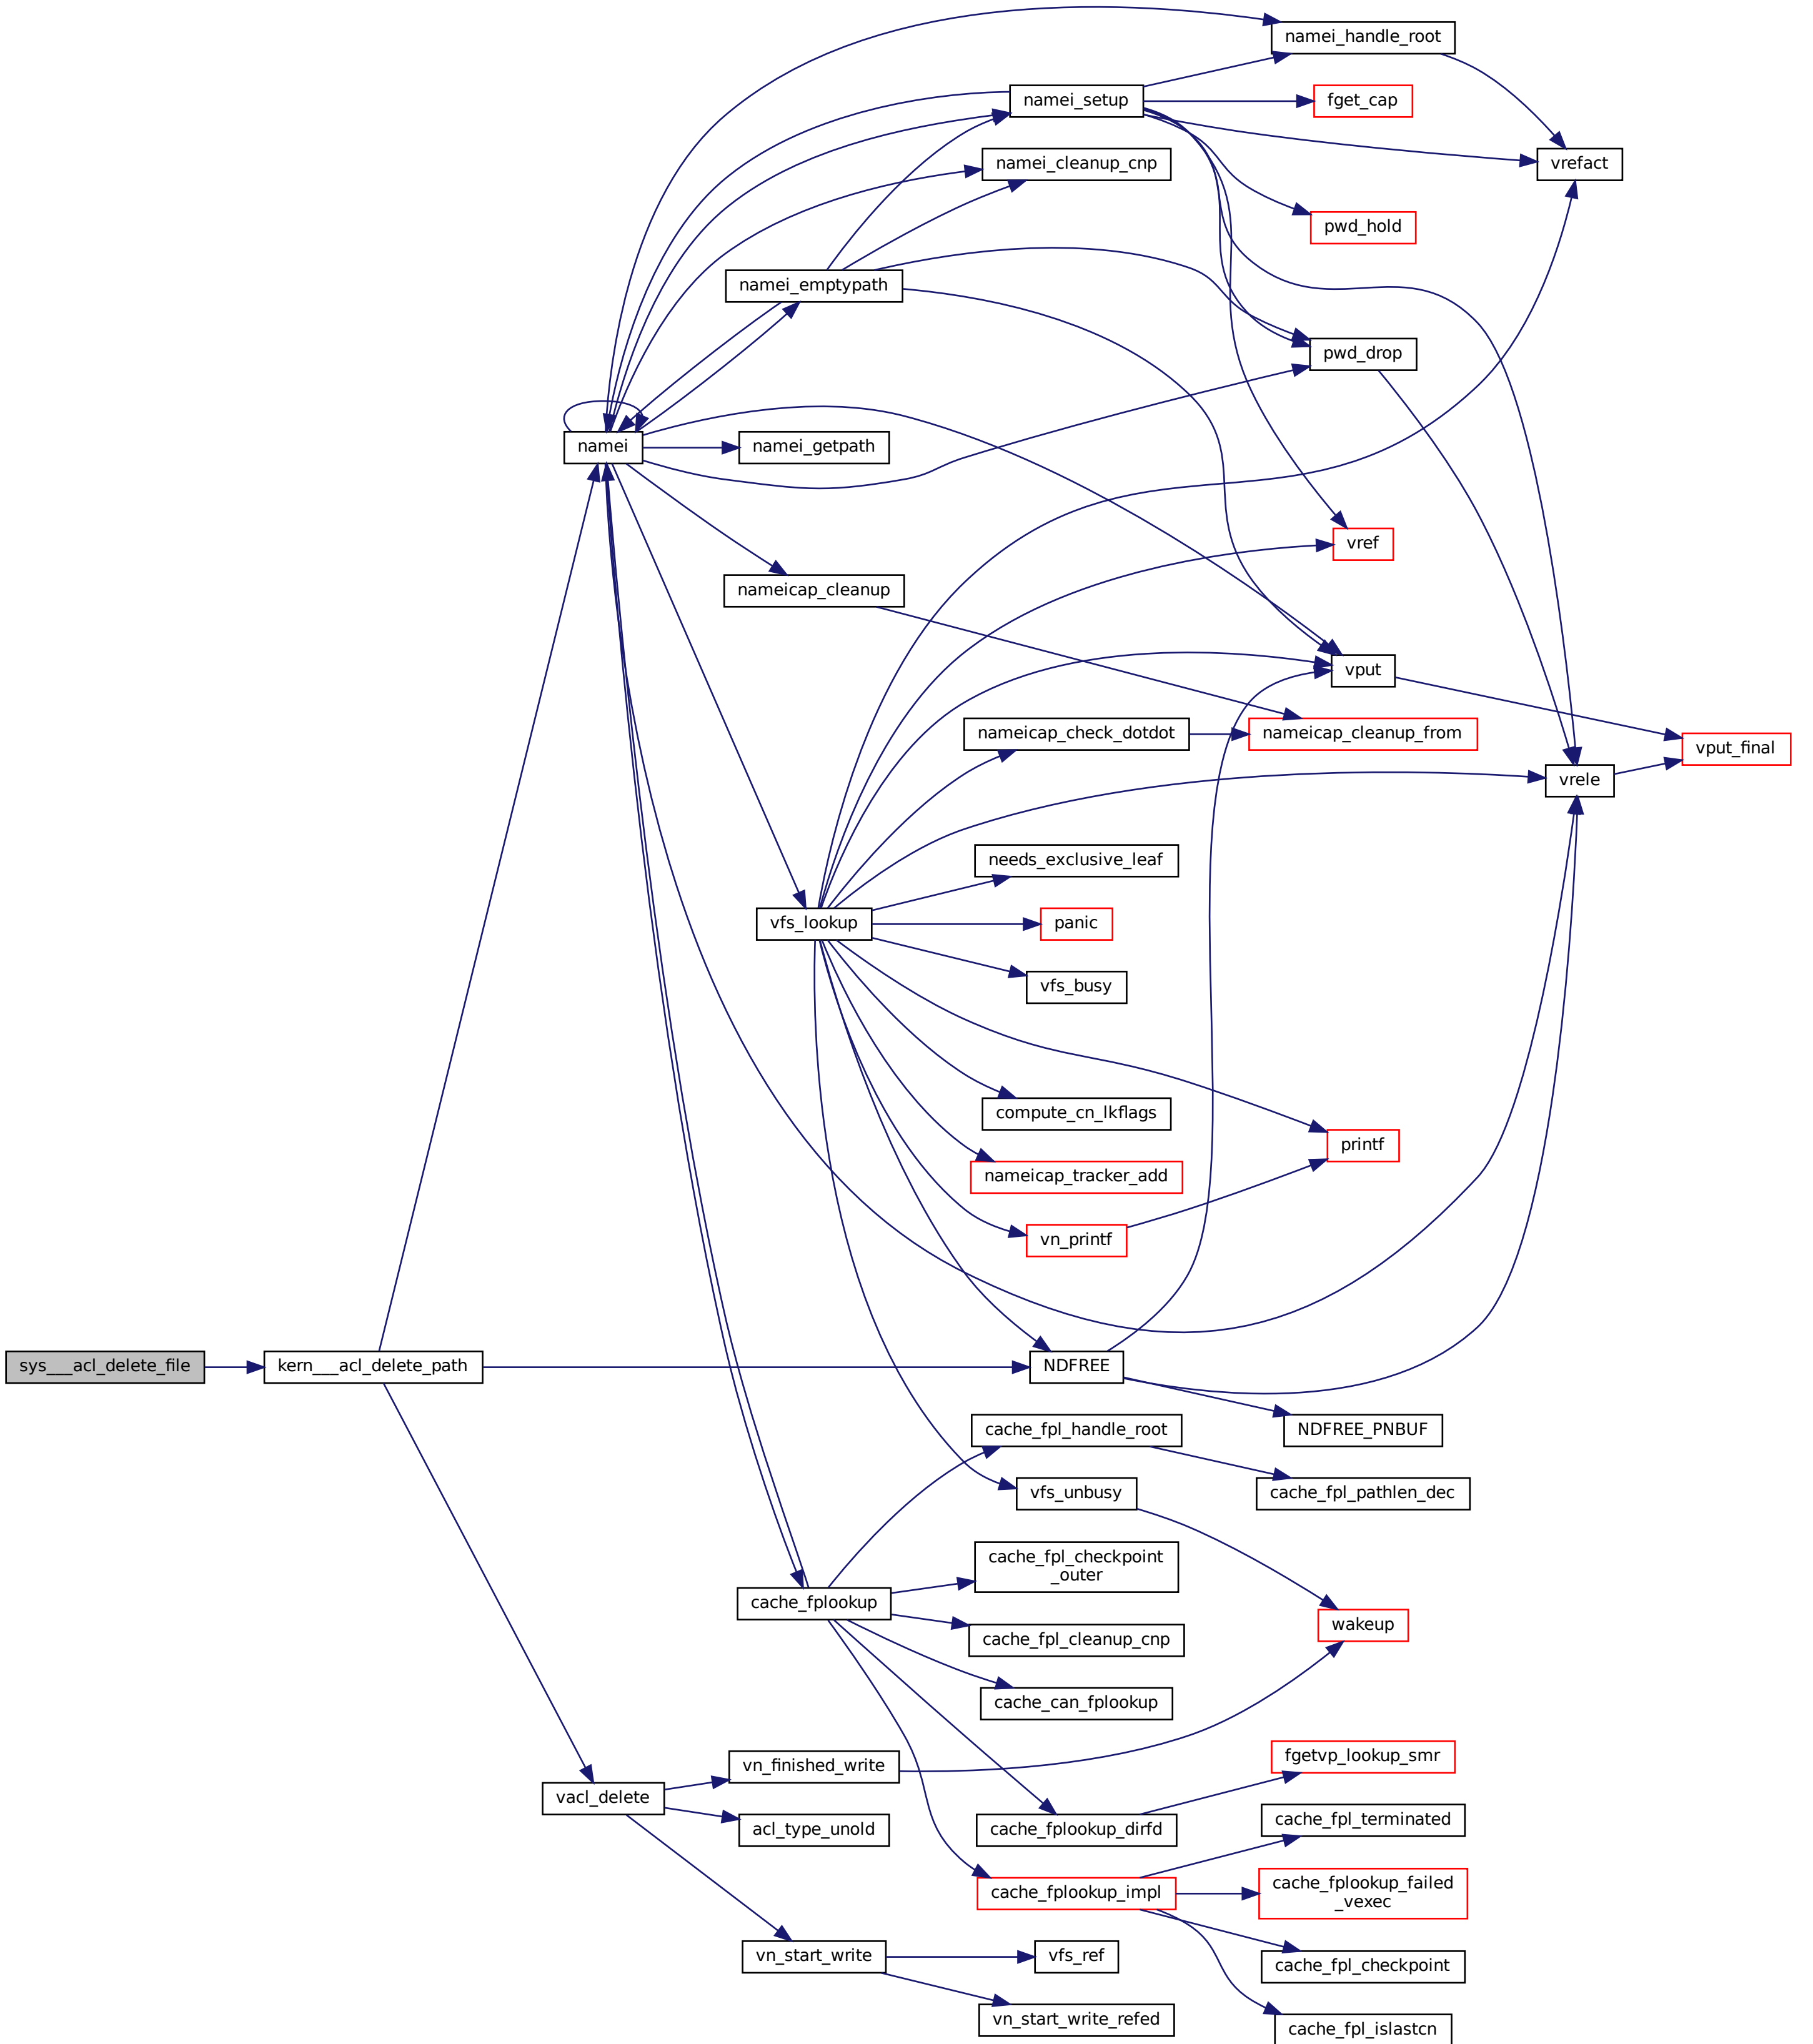 namei_handle_root
namei_setup
fget_cap
namei_cleanup_cnp
vrefact
pwd_hold
namei_emptypath
pwd_drop
namei
namei_getpath
vref
nameicap_cleanup
vput
nameicap_check_dotdot
nameicap_cleanup_from
vput_final
vrele
needs_exclusive_leaf
vfs_lookup
panic
vfs_busy
compute_cn_lkflags
printf
nameicap_tracker_add
vn_printf
sys___acl_delete_file
kern___acl_delete_path
NDFREE
cache_fpl_handle_root
NDFREE_PNBUF
vfs_unbusy
cache_fpl_pathlen_dec
cache_fpl_checkpoint
_outer
cache_fplookup
wakeup
cache_fpl_cleanup_cnp
cache_can_fplookup
vn_finished_write
fgetvp_lookup_smr
vacl_delete
acl_type_unold
cache_fplookup_dirfd
cache_fpl_terminated
cache_fplookup_impl
cache_fplookup_failed
_vexec
vn_start_write
vfs_ref
cache_fpl_checkpoint
vn_start_write_refed
cache_fpl_islastcn